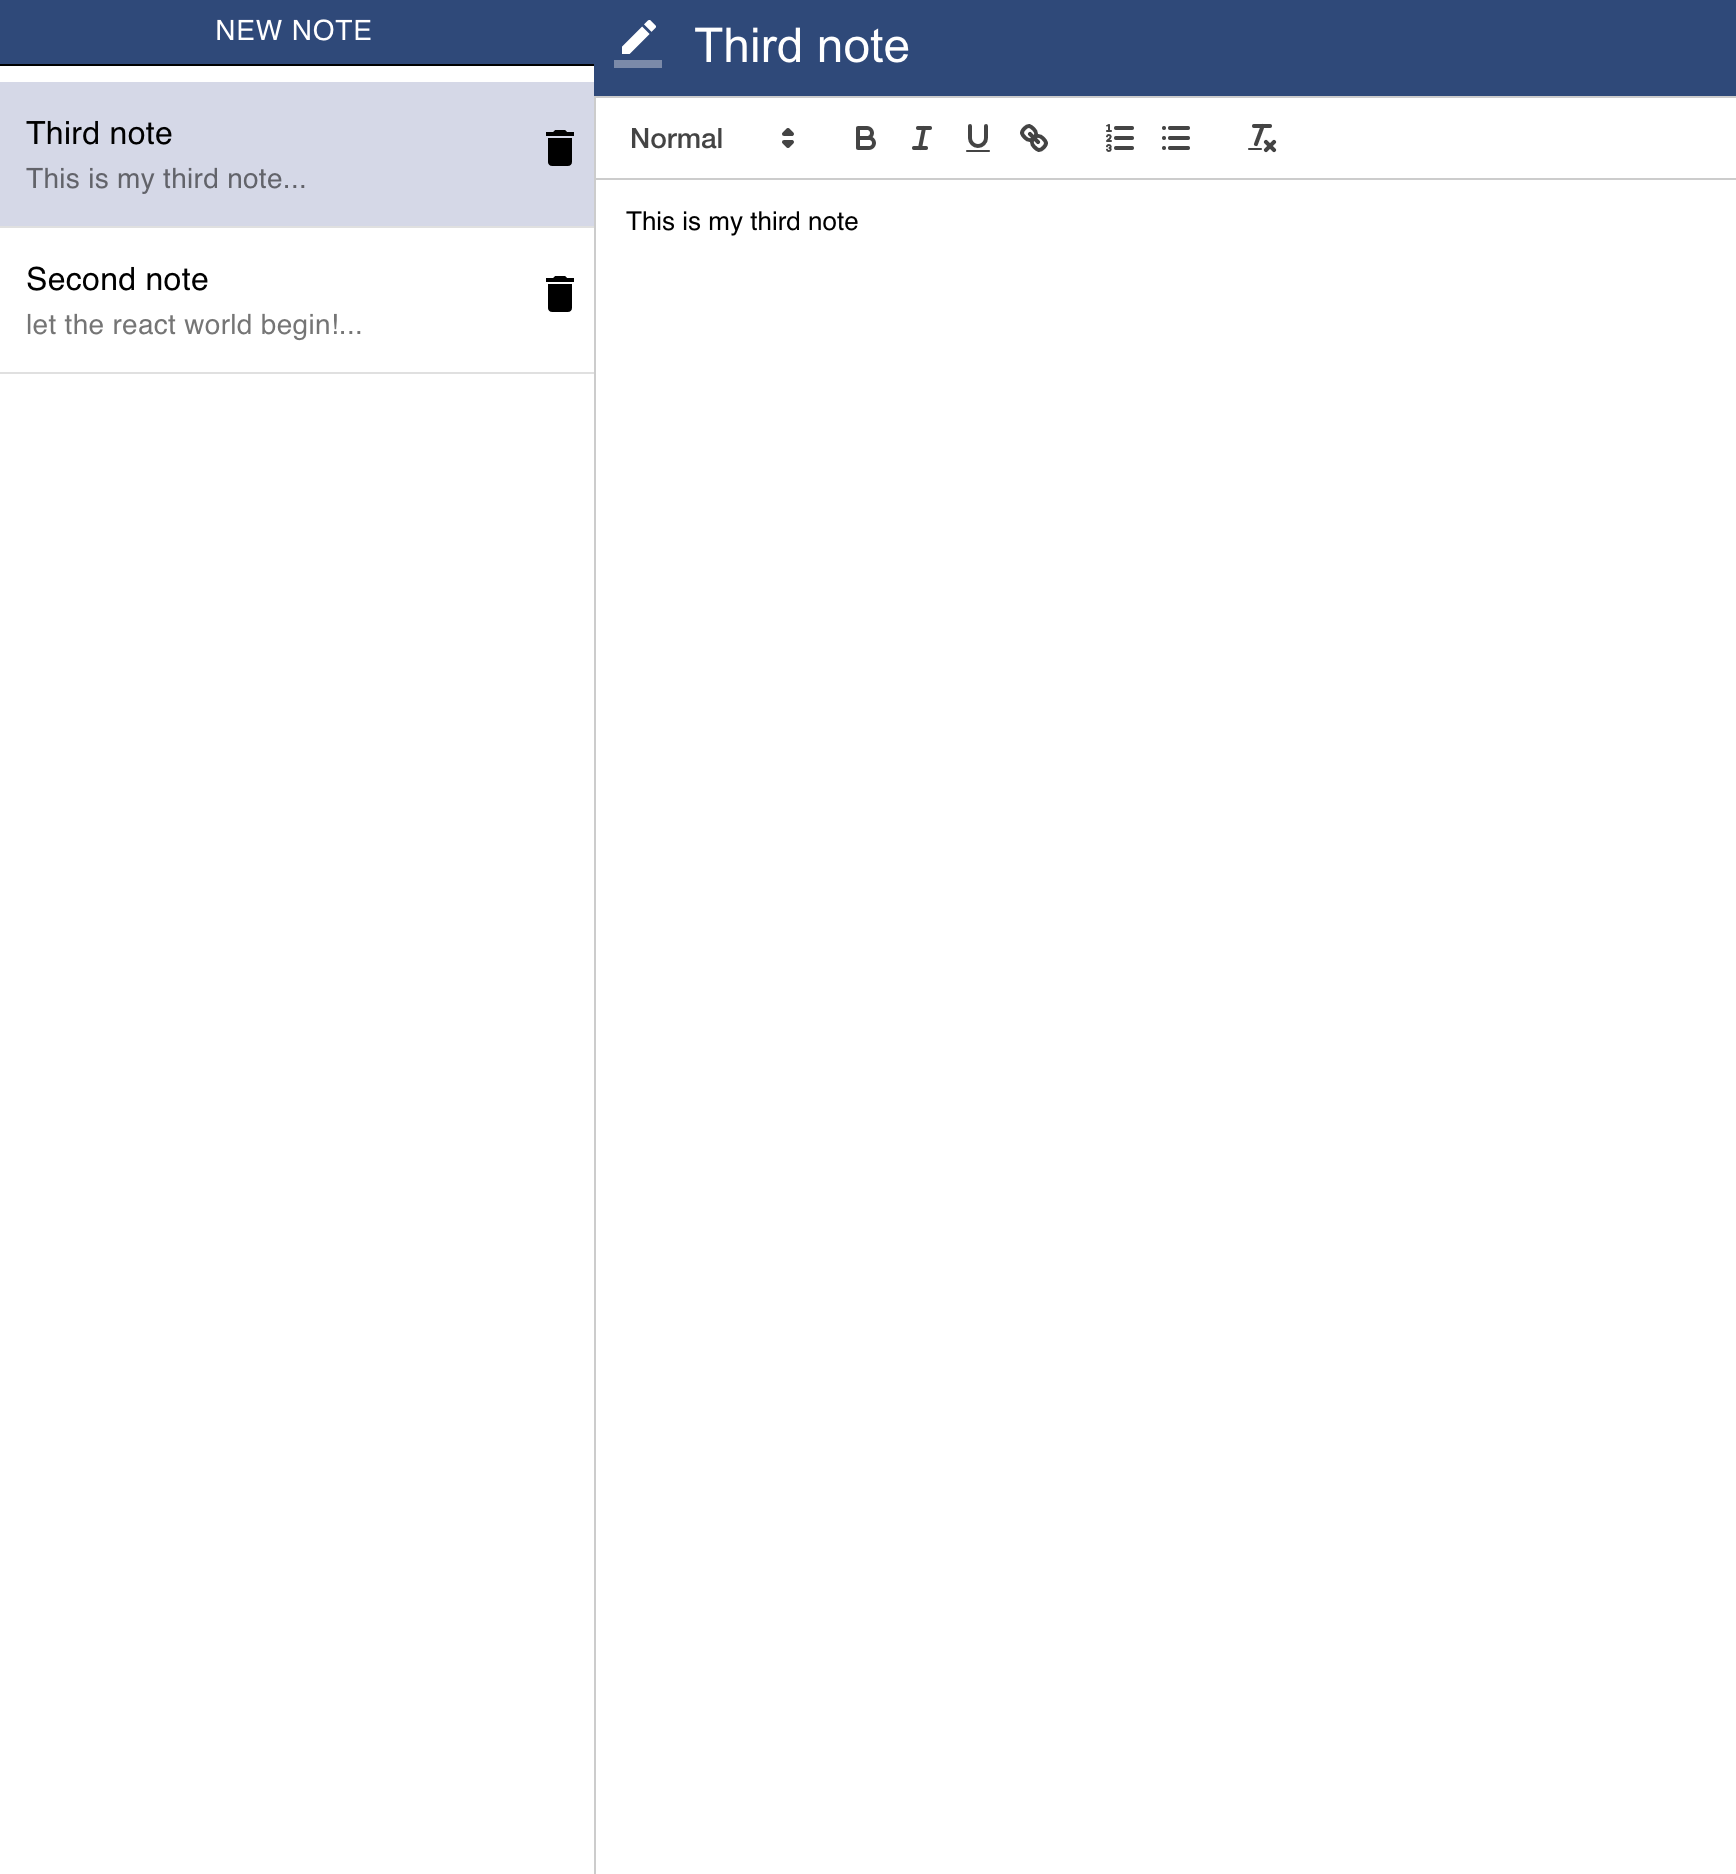 NEW NOTE
Third note
This is my third note...
Second note
let the react world begin!...
Third note
Normal
This is my third note